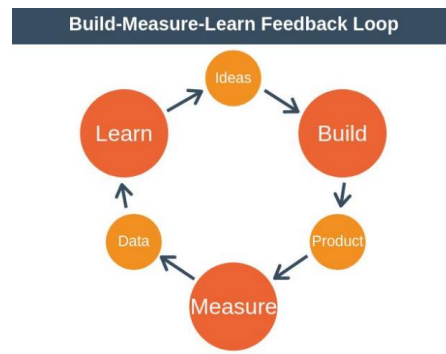 Build-Measure-Learn Feedback Loop
Ideas
Learn
Build
Data
Product
Measure